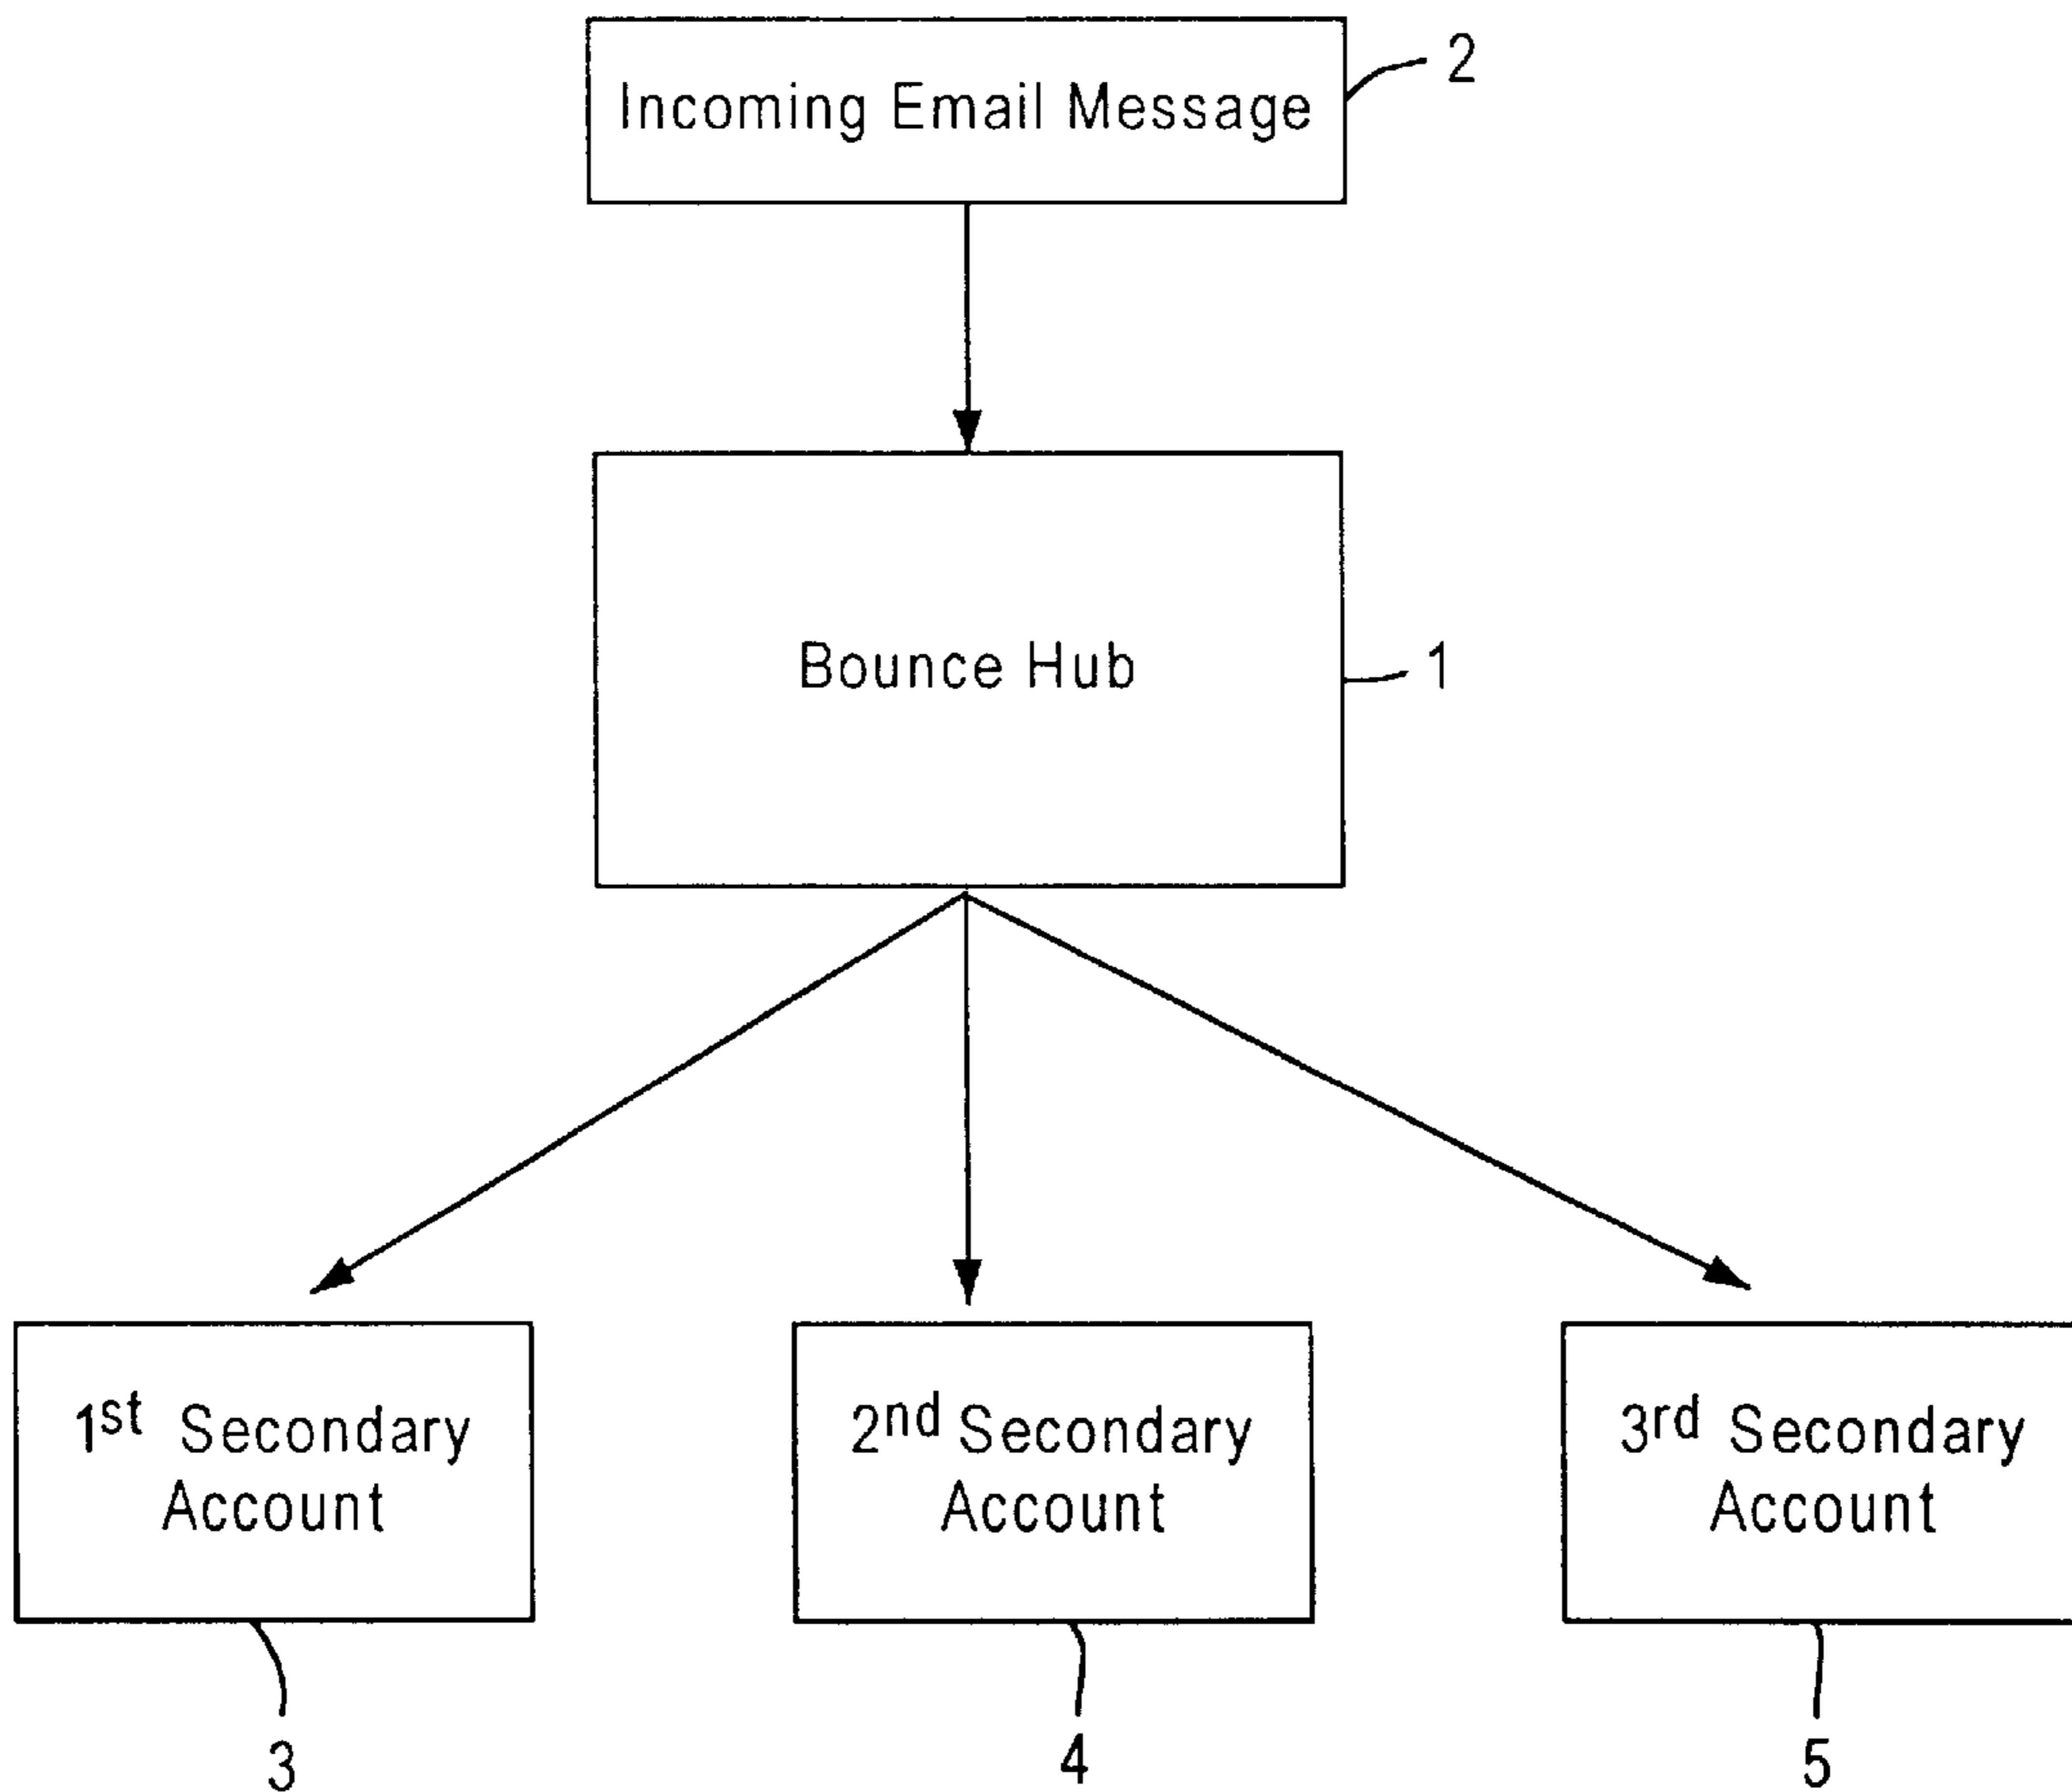 Incoming Email Message
2
Bounce Hub
1
1st Secondary
Account
2nd Secondary
Account
3rd Secondary
Account
3
4
5